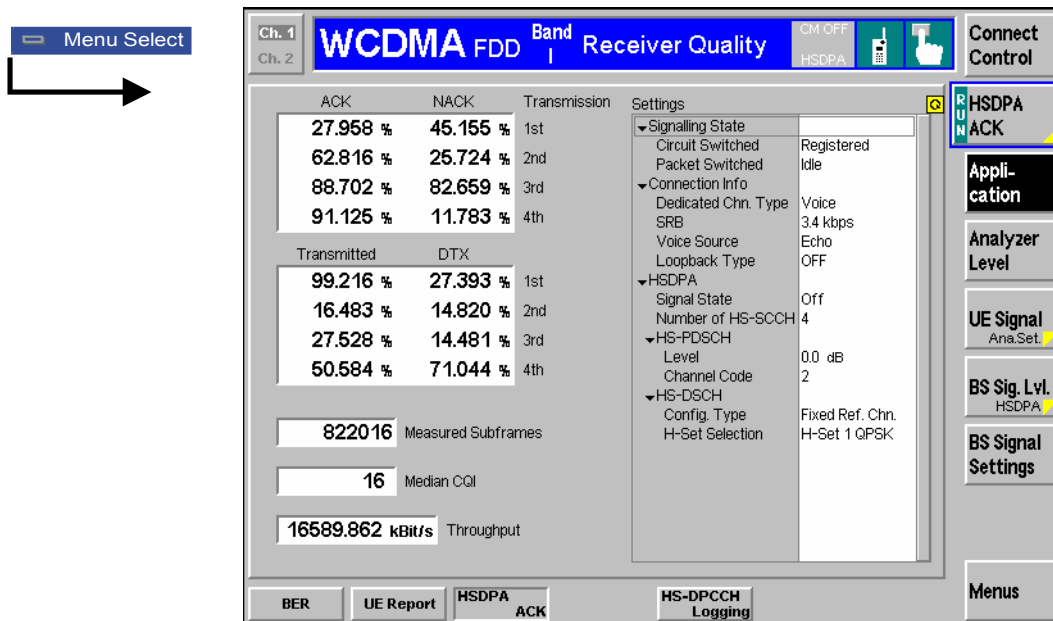 Menu Select
Ch. 1
Ch. 2
WCDMA FDD Band I Receiver Quality
CM OFF
HSDPA
Connect Control
ACK NACK Transmission
27.958 % 45.155 % 1st
62.816 % 25.724 % 2nd
88.702 % 82.659 % 3rd
91.125 % 11.783 % 4th
Transmitted DTX
99.216 % 27.393 % 1st
16.483 % 14.820 % 2nd
27.528 % 14.481 % 3rd
50.584 % 71.044 % 4th
822016 Measured Subframes
16 Median CQI
16589.862 kBit/s Throughput
Settings
Q
Signalling State
Circuit Switched Registered
Packet Switched Idle
Connection Info
Dedicated Chn. Type Voice
SRB 3.4 kbps
Voice Source Echo
Loopback Type OFF
HSDPA
Signal State Off
Number of HS-SCCH 4
HS-PDSCH
Level 0.0 dB
Channel Code 2
HS-DSCH
Config. Type Fixed Ref. Chn.
H-Set Selection H-Set 1 QPSK
RUN
HSDPA
ACK
Appli-
cation
Analyzer
Level
UE Signal
Ana.Set.
BS Sig. Lvl.
HSDPA
BS Signal
Settings
Menus
BER
UE Report
HSDPA
ACK
HS-DPCCH
Logging